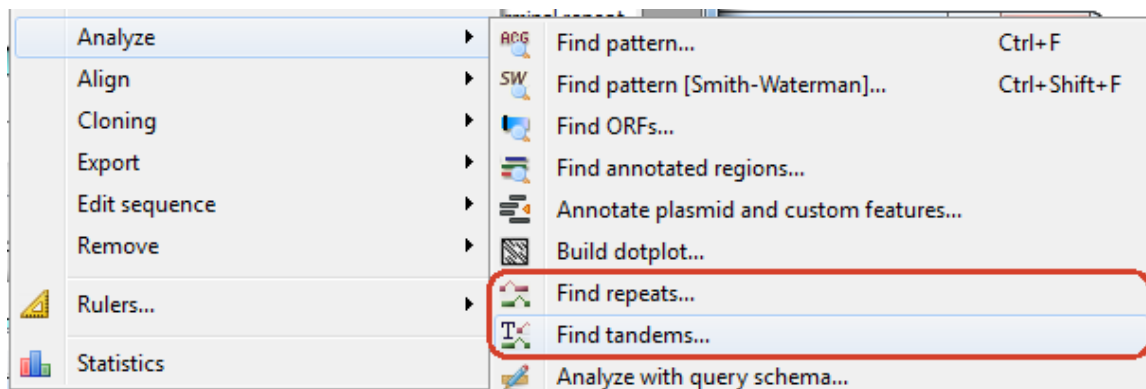 Analyze
Align
Cloning
Export
Edit sequence
Remove
Rulers...
Statistics
repeat
Find pattern... Ctrl+F
Find pattern [Smith-Waterman]... Ctrl+Shift+F
Find ORFs...
Find annotated regions...
Annotate plasmid and custom features...
Build dotplot...
Find repeats...
Find tandems...
Analyze with query schema...